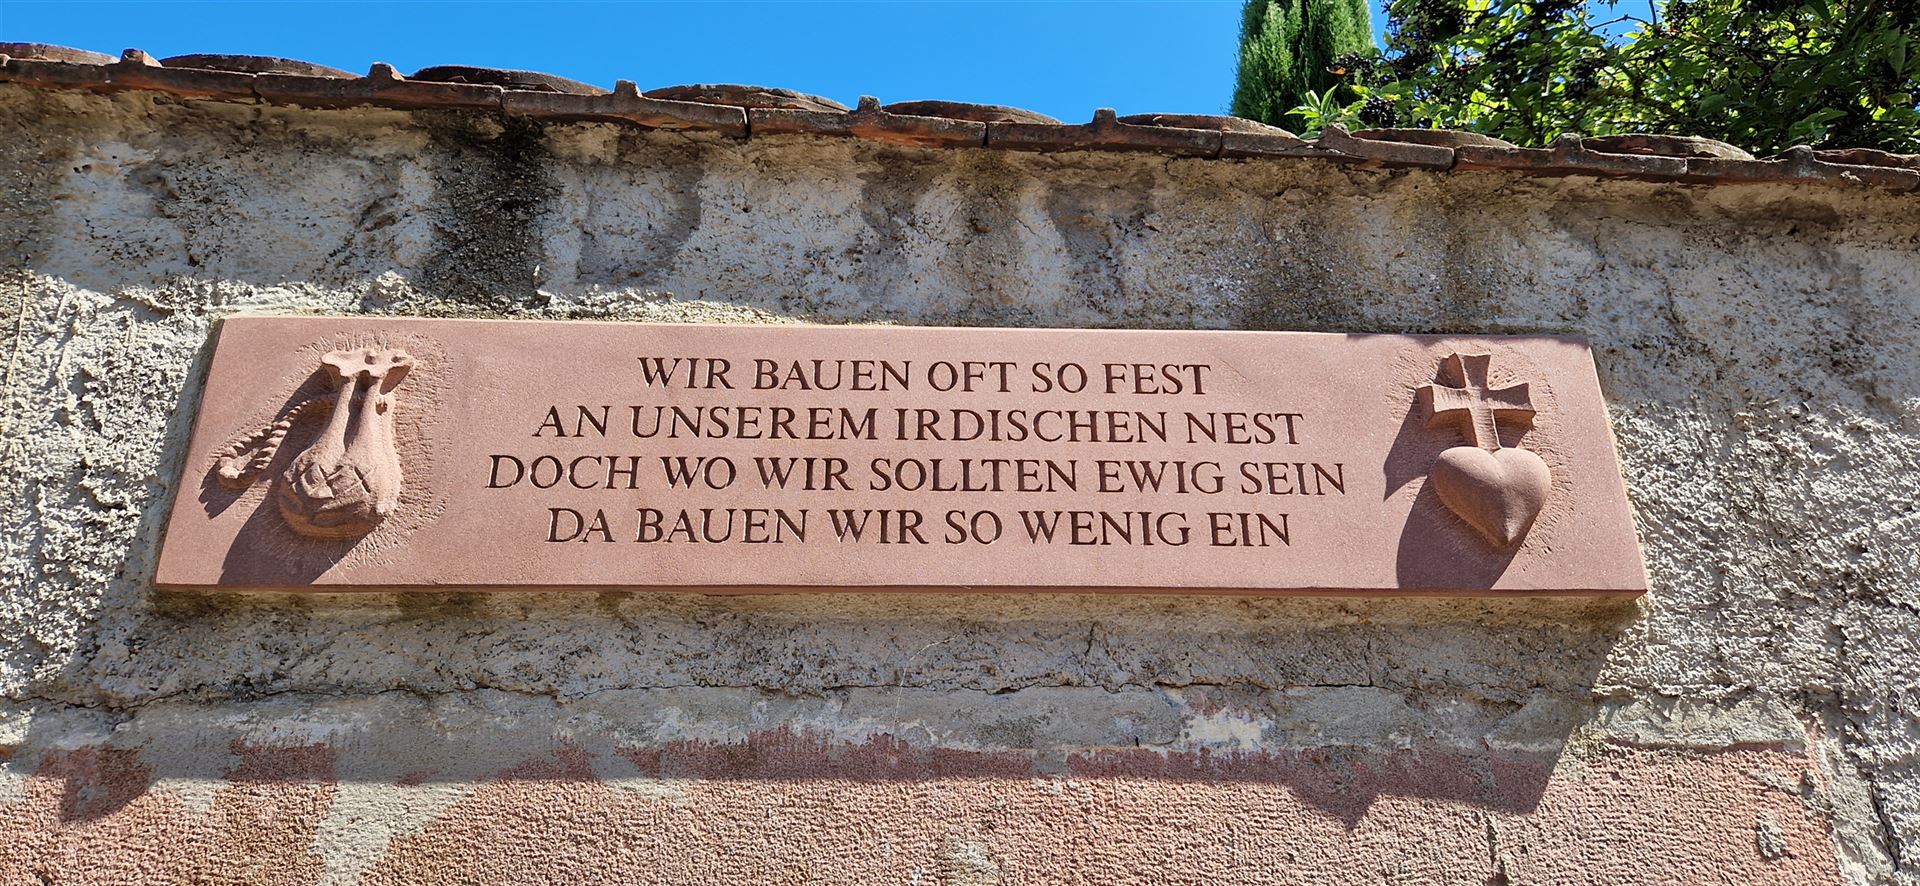 WIR BAUEN OFT SO FEST
AN UNSEREM IRDISCHEN NEST
DOCH WO WIR SOLLTEN EWIG SEIN
DA BAUEN WIR SO WENIG EIN